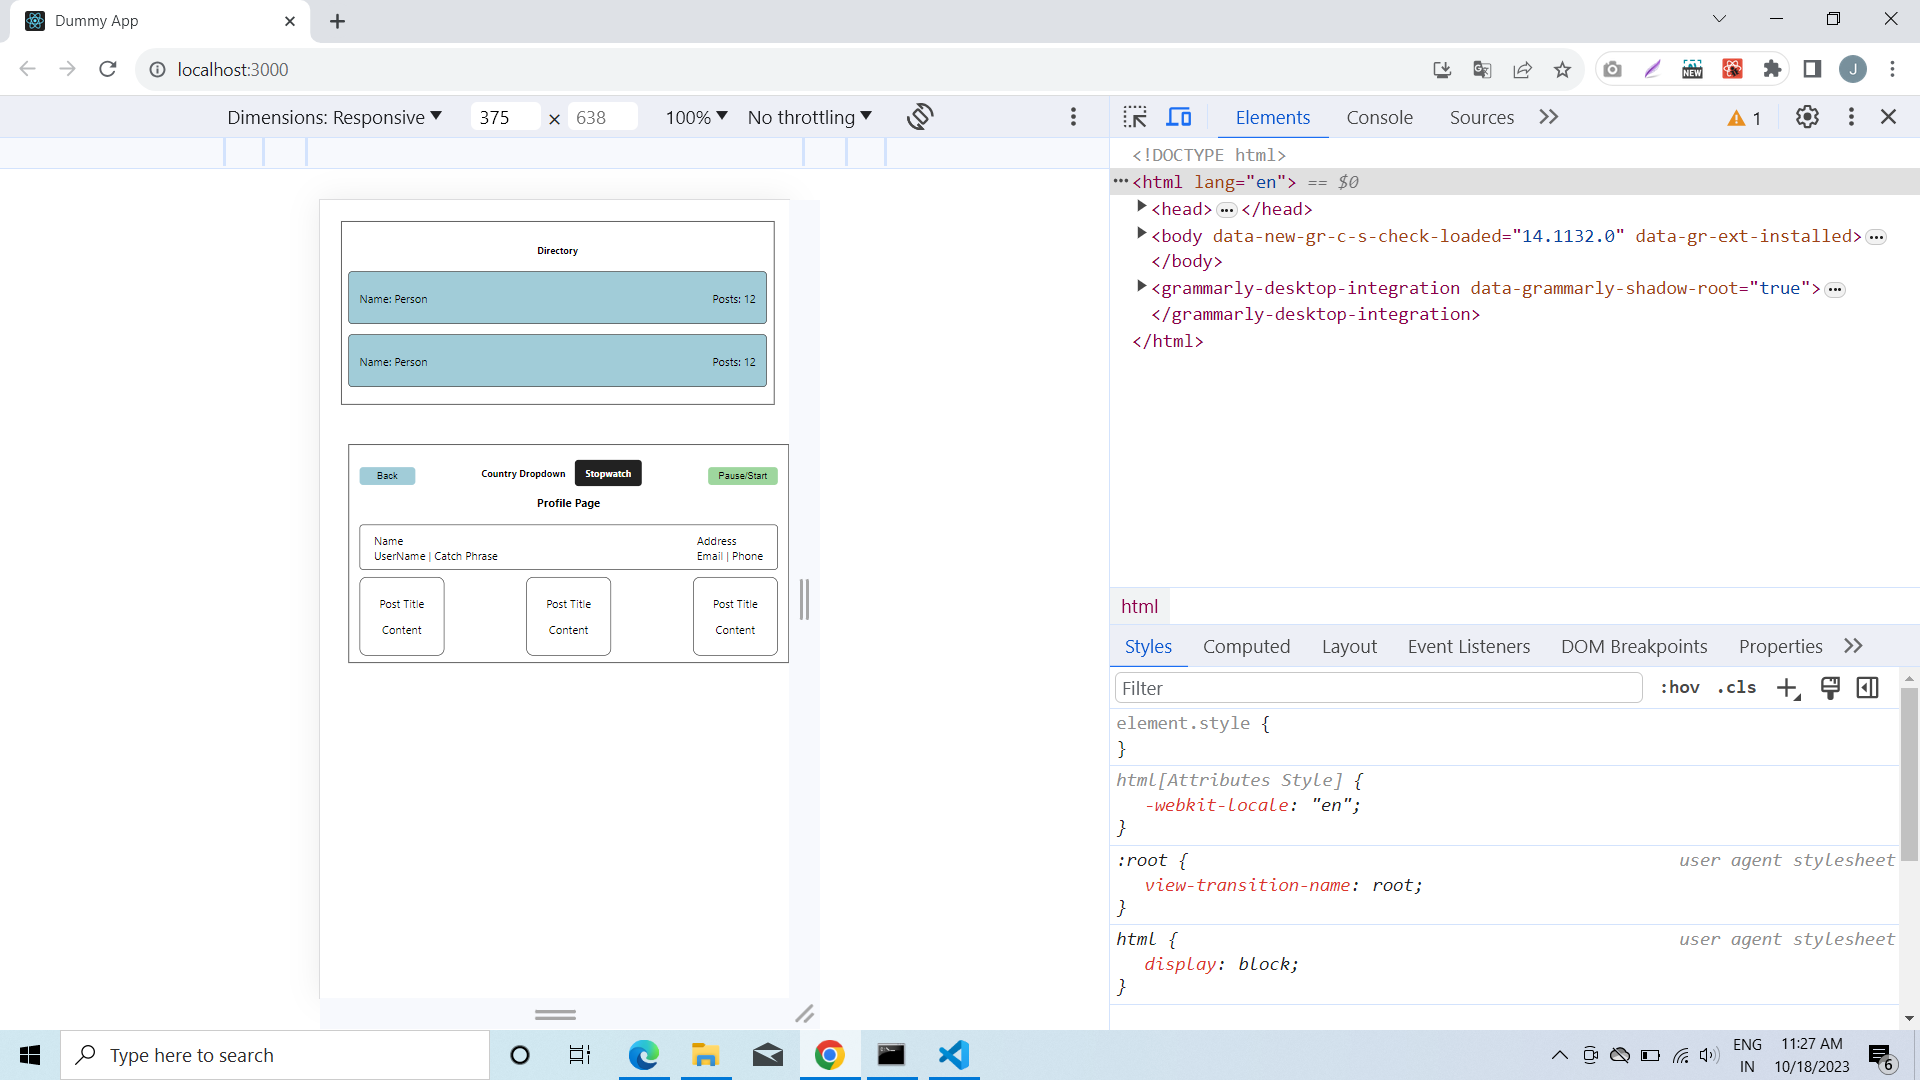 Dummy App
localhost:3000
NEW
J
Dimensions: Responsive 375 × 638 100% No throttling
Elements Console Sources 1
<!DOCTYPE html>
<html lang="en"> == $0
<head> </head>
<body data-new-gr-c-s-check-loaded="14.1132.0" data-gr-ext-installed>
</body>
<grammarly-desktop-integration data-grammarly-shadow-root="true">
</grammarly-desktop-integration>
</html>
Directory
Name: Person Posts: 12
Name: Person Posts: 12
Back Country Dropdown Stopwatch Pause/Start
Profile Page
Name Address
UserName | Catch Phrase Email | Phone
Post Title Post Title Post Title
Content Content Content
html
Styles Computed Layout Event Listeners DOM Breakpoints Properties
Filter :hov .cls
element.style {
}
html[Attributes Style] {
-webkit-locale: "en";
}
:root { user agent stylesheet
view-transition-name: root;
}
html { user agent stylesheet
display: block;
}
Type here to search
ENG 11:27 AM
IN 10/18/2023 6